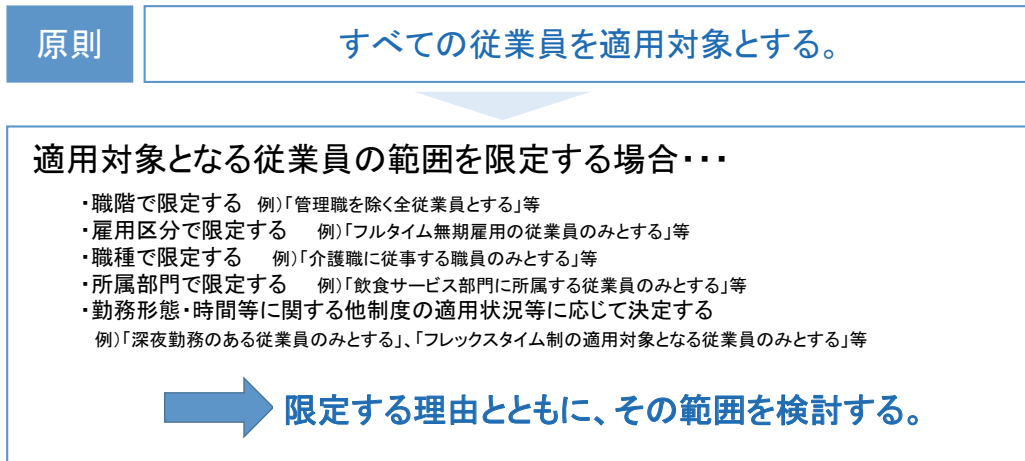 原則
すべての従業員を適用対象とする。
適用対象となる従業員の範囲を限定する場合・・・
・職階で限定する 例)「管理職を除く全従業員とする」等
・雇用区分で限定する 例)「フルタイム無期雇用の従業員のみとする」等
・職種で限定する 例)「介護職に従事する職員のみとする」等
・所属部門で限定する 例)「飲食サービス部門に所属する従業員のみとする」等
・勤務形態・時間等に関する他制度の適用状況等に応じて決定する
例)「深夜勤務のある従業員のみとする」、「フレックスタイム制の適用対象となる従業員のみとする」等
限定する理由とともに、その範囲を検討する。